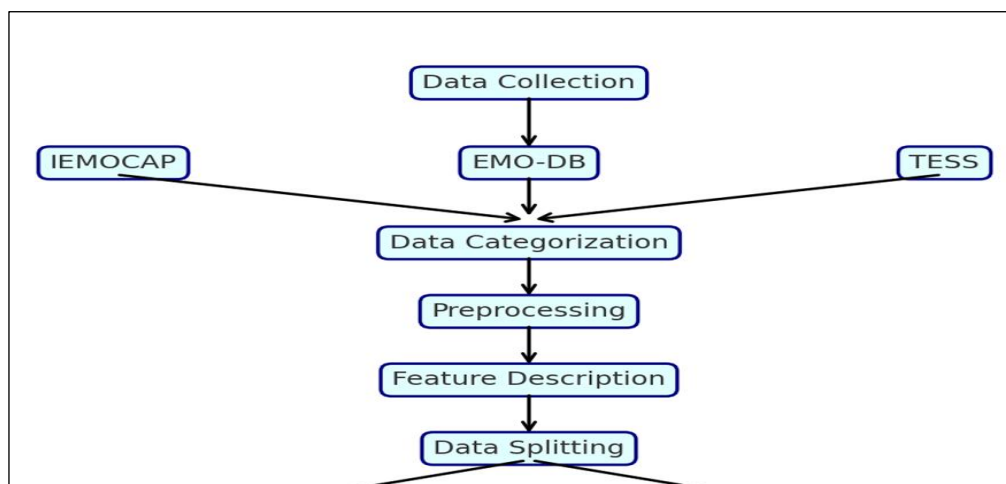 Data Collection
IEMOCAP
EMO-DB
TESS
Data Categorization
Preprocessing
Feature Description
Data Splitting